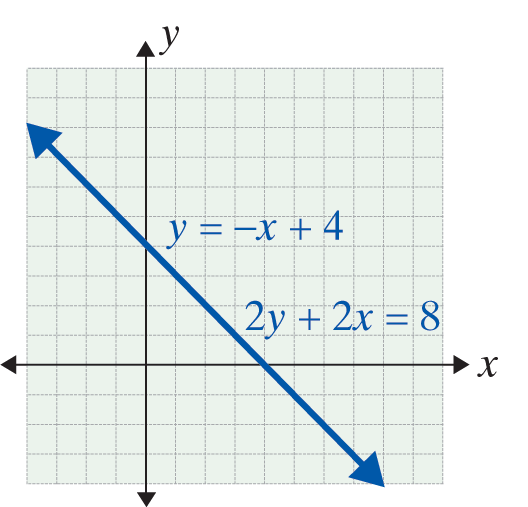 y
y = −x + 4
2y + 2x = 8
x